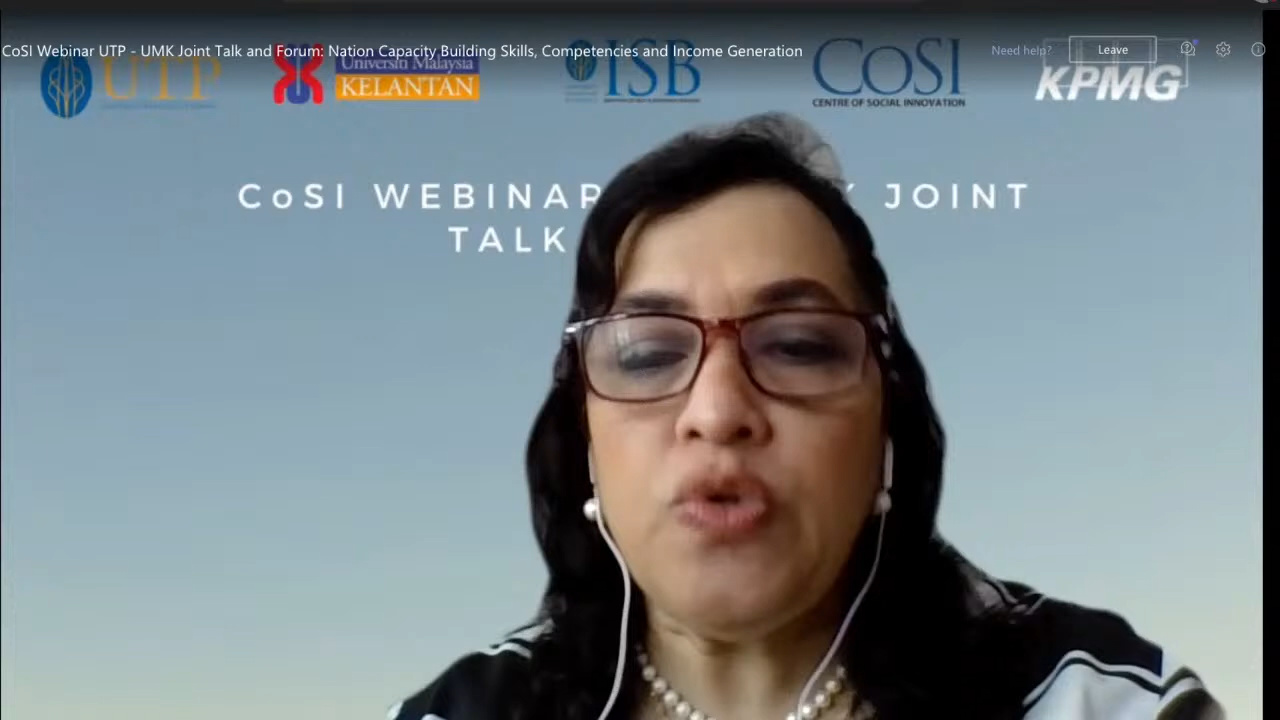 CoSI Webinar UTP - UMK Joint Talk and Forum: Nation Capacity Building Skills, Competencies and Income Generation
Need help?
Leave
UTP
Universiti Malaysia
KELANTAN
ISB
CoSI
CENTRE OF SOCIAL INNOVATION
KPMG
CoSI WEBINAR JOINT
TALK